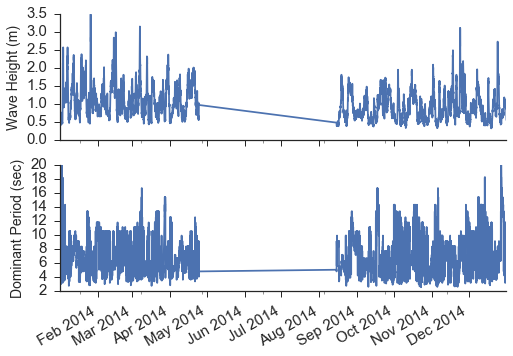 3.5
3.0
2.5
2.0
1.5
1.0
0.5
0.0
Wave Height (m)
20
18
16
14
12
10
8
6
4
2
Dominant Period (sec)
Feb 2014
Mar 2014
Apr 2014
May 2014
Jun 2014
Jul 2014
Aug 2014
Sep 2014
Oct 2014
Nov 2014
Dec 2014